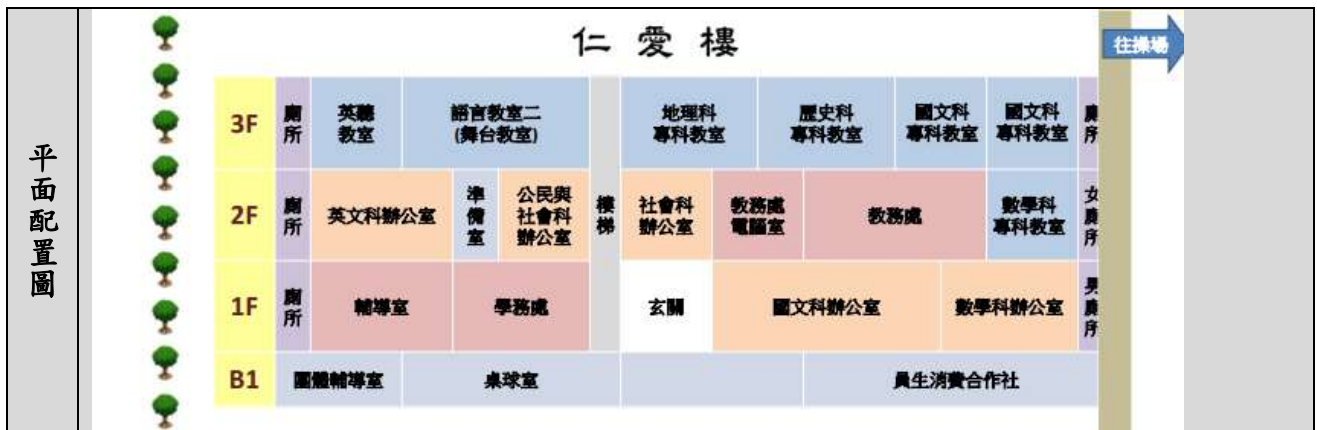 平面配置圖
仁愛樓
往操場
3F
廁所
英聽
教室
語言教室二
(舞台教室)
地理科
專科教室
歷史科
專科教室
國文科
專科教室
國文科
專科教室
廁所
2F
廁所
英文科辦公室
準備室
公民與
社會科
辦公室
樓梯
社會科
辦公室
教務處
電腦室
教務處
數學科
專科教室
女廁所
1F
廁所
輔導室
學務處
玄關
國文科辦公室
數學科辦公室
男廁所
B1
團體輔導室
桌球室
員生消費合作社